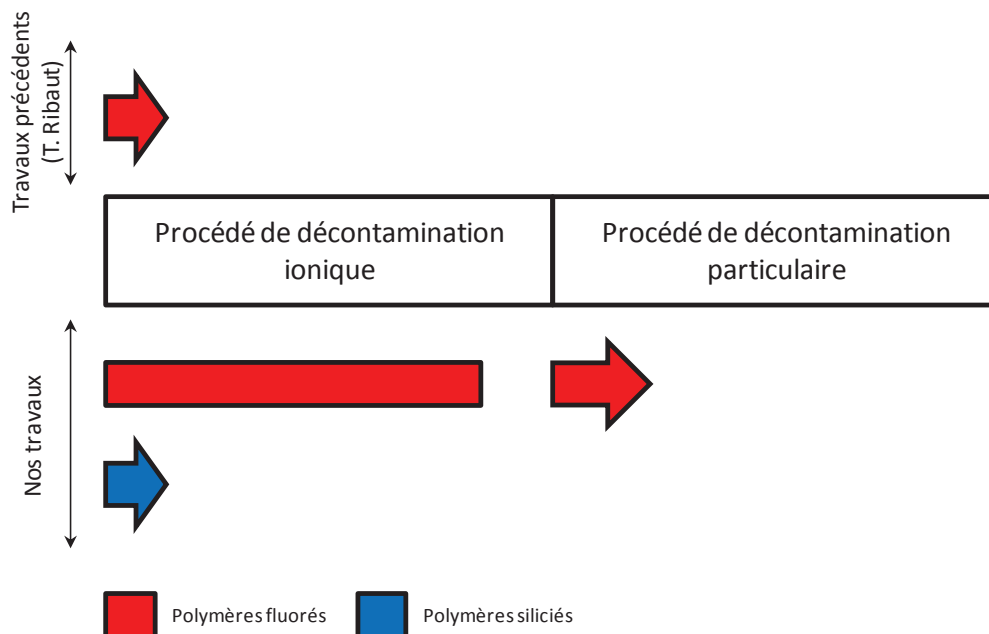 Travaux précédents
(T. Ribaut)
Procédé de décontamination
ionique
Procédé de décontamination
particulaire
Nos travaux
Polymères fluorés
Polymères siliciés